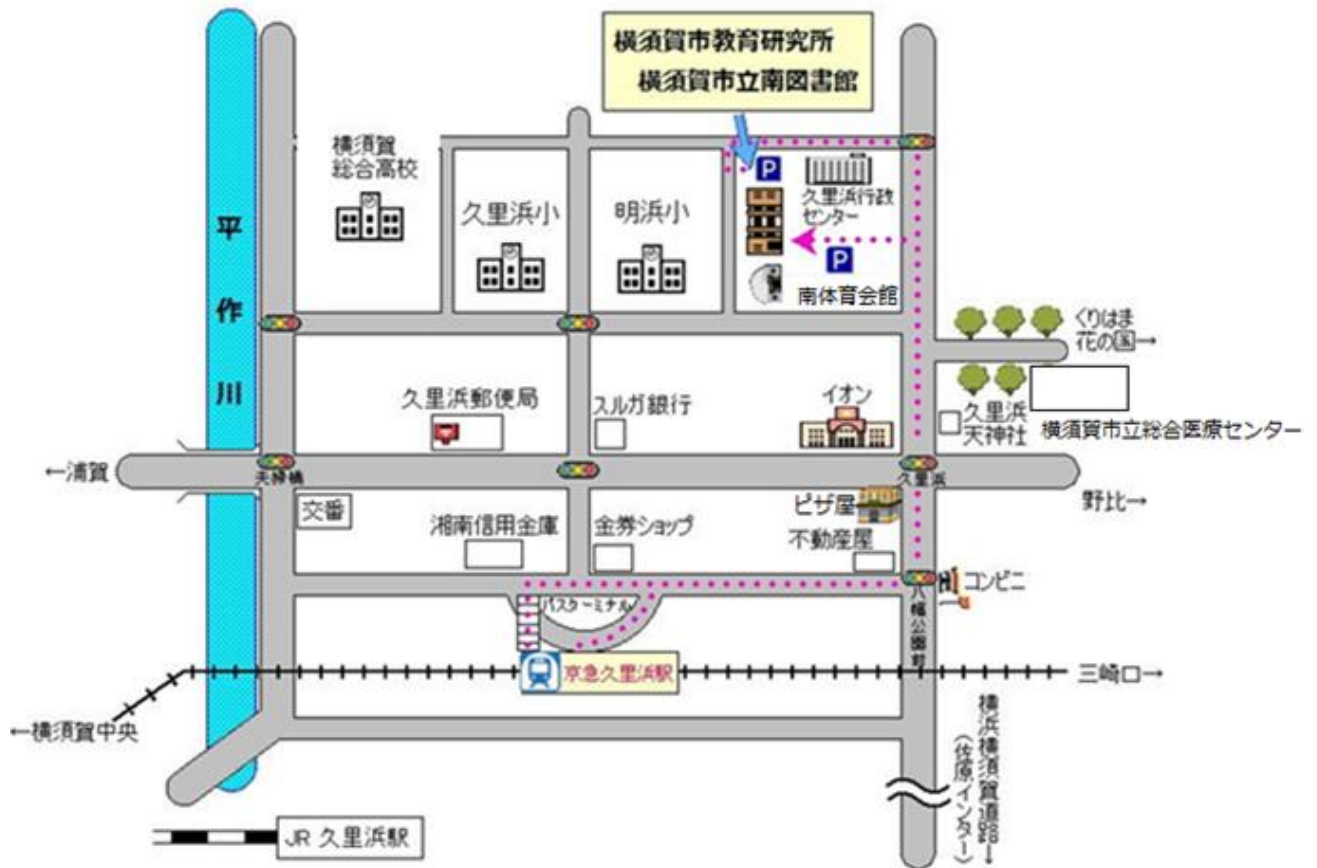 横須賀市教育研究所
横須賀市立南図書館
横須賀
総合高校
久里浜小
明浜小
P
久里浜行政
センター
P
南体育会館
平作川
くりはま
花の国→
久里浜郵便局
スルガ銀行
イオン
久里浜
天神社
横須賀市立総合医療センター
←浦賀
夫婦橋
久里浜
野比→
交番
湘南信用金庫
金券ショップ
ピザ屋
不動産屋
コンビニ
バスターミナル
八幡公園前
京急久里浜駅
三崎口→
←横須賀中央
横浜横須賀道路→
(佐原インター)
JR 久里浜駅